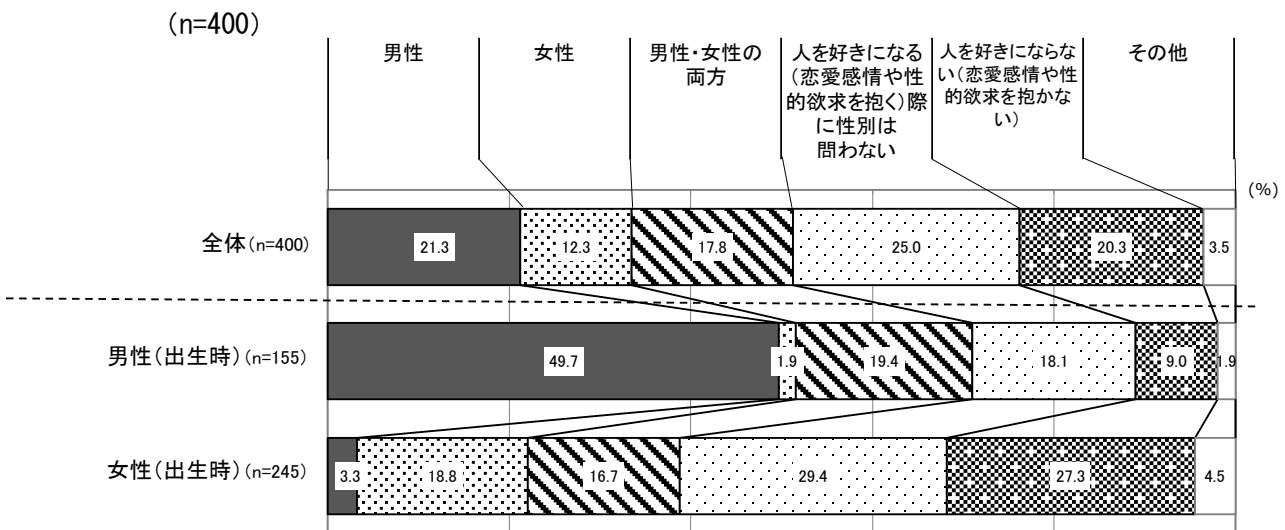 (n=400)
男性
女性
男性・女性の
両方
人を好きになる
(恋愛感情や性
的欲求を抱く)際
に性別は
問わない
人を好きにならな
い(恋愛感情や性
的欲求を抱かな
い)
その他
(%)
全体(n=400)
21.3
12.3
17.8
25.0
20.3
3.5
男性(出生時)(n=155)
49.7
1.9
19.4
18.1
9.0
1.9
女性(出生時)(n=245)
3.3
18.8
16.7
29.4
27.3
4.5